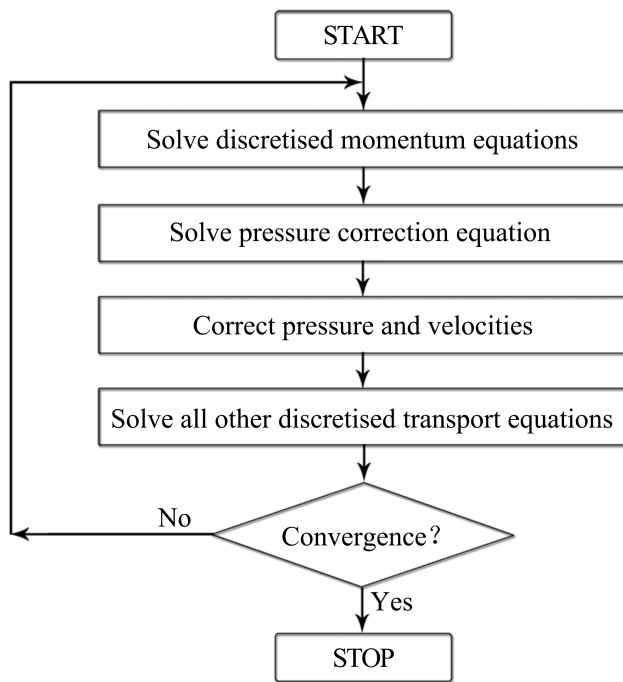 START
Solve discretised momentum equations
Solve pressure correction equation
Correct pressure and velocities
Solve all other discretised transport equations
No
Convergence?
Yes
STOP